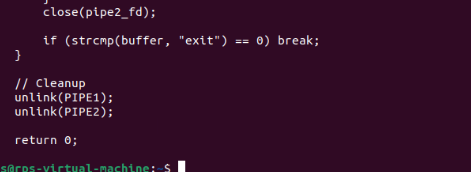 }
close(pipe2_fd);
if (strcmp(buffer, "exit") == 0) break;
}
// Cleanup
unlink(PIPE1);
unlink(PIPE2);
return 0;
s@rps-virtual-machine:~$